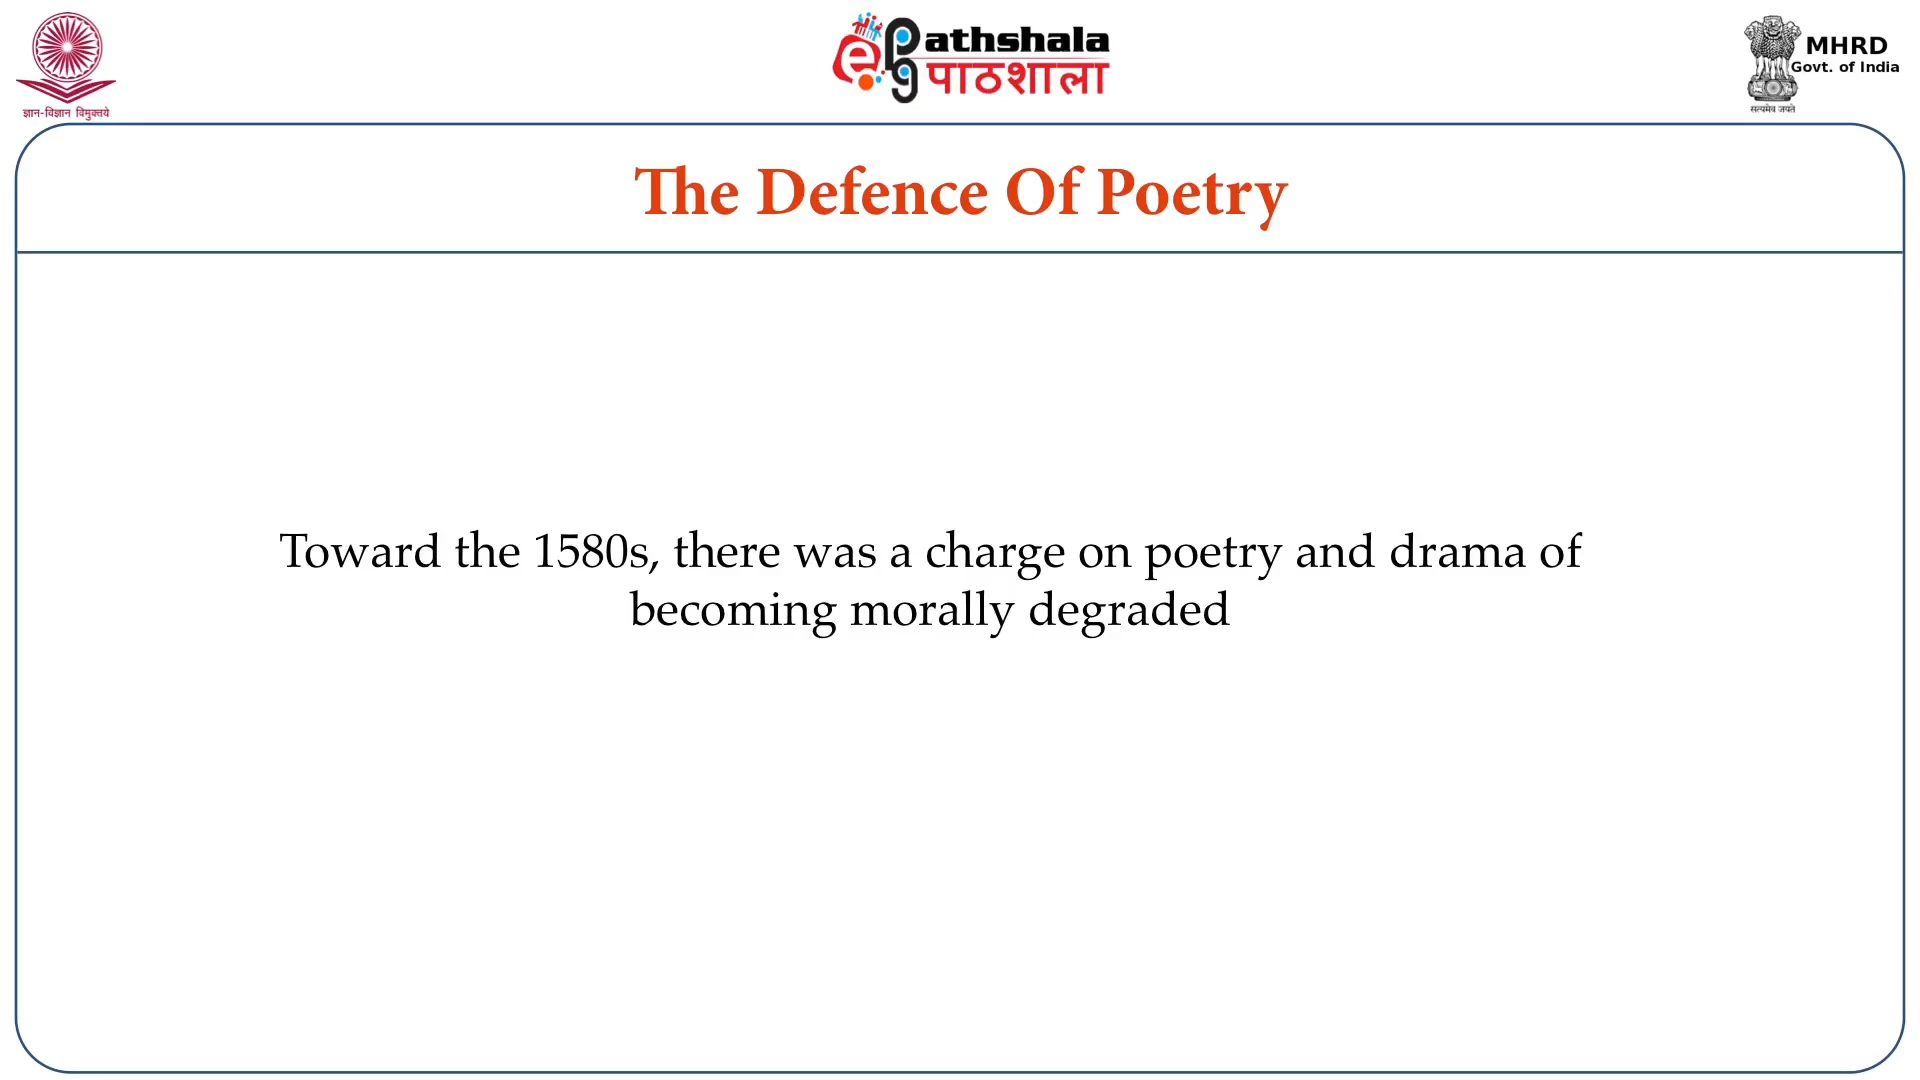 ज्ञान-विज्ञान विमुक्तये
ePathshala
पाठशाला
MHRD
Govt. of India
सत्यमेव जयते
The Defence Of Poetry
Toward the 1580s, there was a charge on poetry and drama of
becoming morally degraded